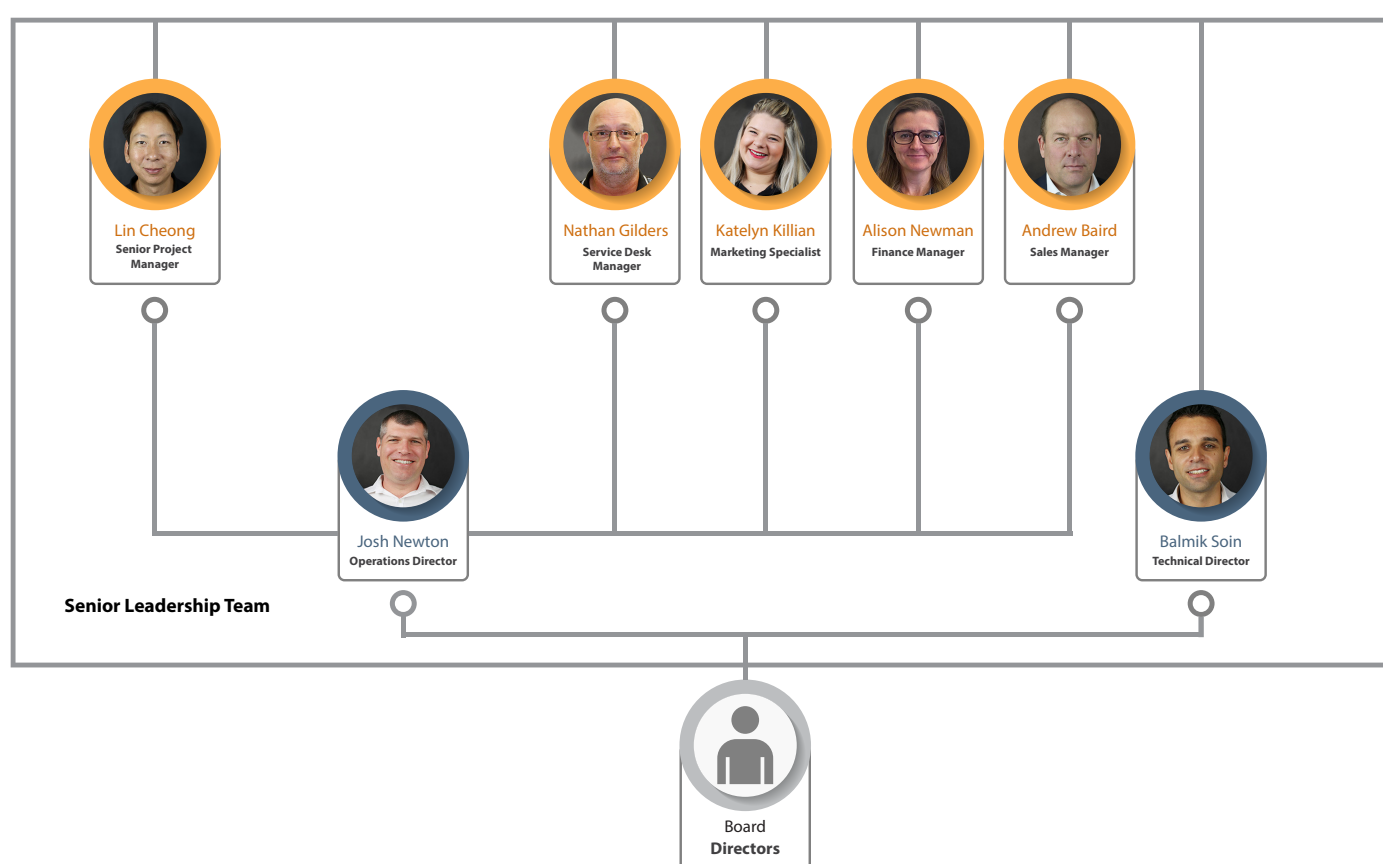 Lin Cheong
Senior Project
Manager
Nathan Gilders
Service Desk
Manager
Katelyn Killian
Marketing Specialist
Alison Newman
Finance Manager
Andrew Baird
Sales Manager
Josh Newton
Operations Director
Balmik Soin
Technical Director
Senior Leadership Team
Board
Directors